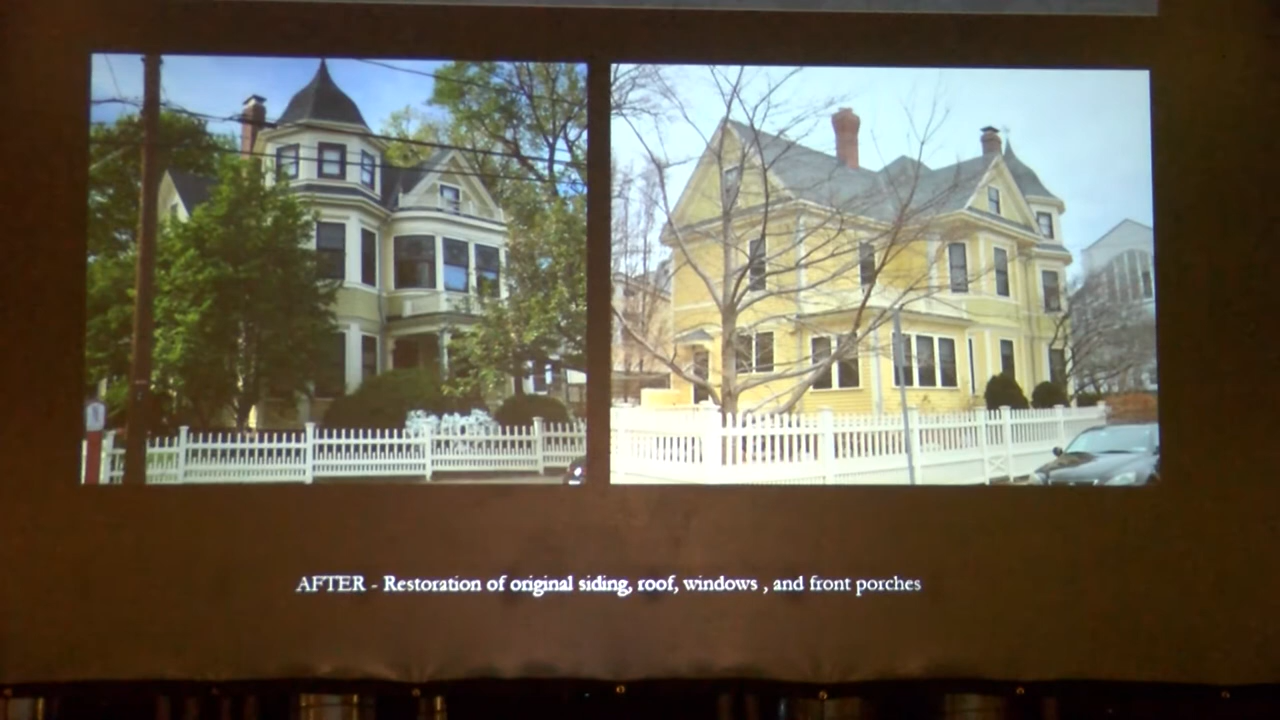 AFTER - Restoration of original siding, roof, windows , and front porches